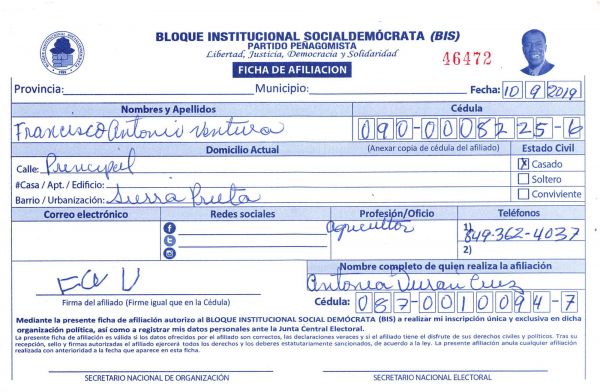 BLOQUE INSTITUCIONAL SOCIALDEMÓCRATA (BIS)
PARTIDO PEÑAGOMISTA
Libertad, Justicia, Democracia y Solidaridad
46472
FICHA DE AFILIACION
Provincia: Municipio: Fecha: 10 9 2019
Nombres y Apellidos Cédula
Francisco Antonio Ventura 090-0008225-6
Domicilio Actual (Anexar copia de cédula del afiliado) Estado Civil
Calle: Principal X Casado
#Casa / Apt. / Edificio: Soltero
Barrio / Urbanización: Sierra Prieta Conviviente
Correo electrónico Redes sociales Profesión/Oficio Teléfonos
Agricultor 1) 849-362-4037
2)
Nombre completo de quien realiza la afiliación
Antonia Duran Cruz
Firma del afiliado (Firme igual que en la Cédula) Cédula: 087-0010094-7
Mediante la presente ficha de afiliación autorizo al BLOQUE INSTITUCIONAL SOCIAL DEMÓCRATA (BIS) a realizar mi inscripción única y exclusiva en dicha
organización política, así como a registrar mis datos personales ante la Junta Central Electoral.
La presente ficha de afiliación es válida si los datos ofrecidos por el afiliado son correctos, las declaraciones veraces y si el afiliado tiene el disfrute de sus derechos civiles y políticos. Tras su
recepción, sello y firma autorizadas el afiliado ejercerá todos los derechos y los deberes estatutariamente sancionados, de acuerdo a la ley. La presente afiliación anula cualquier afiliación
realizada con anterioridad a la fecha que aparece en esta ficha.
SECRETARIO NACIONAL DE ORGANIZACIÓN SECRETARIO NACIONAL ELECTORAL